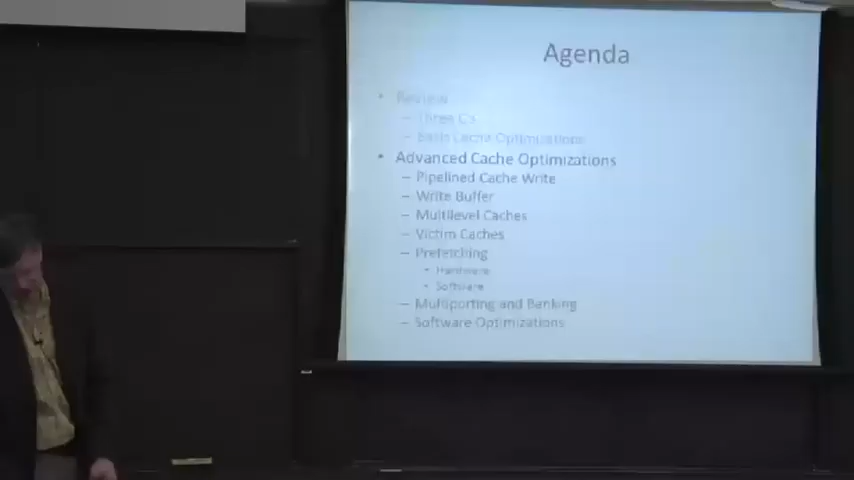 Agenda
• Review
– Three C's
– Basic Cache Optimizations
• Advanced Cache Optimizations
– Pipelined Cache Write
– Write Buffer
– Multilevel Caches
– Victim Caches
– Prefetching
• Hardware
• Software
– Multiporting and Banking
– Software Optimizations